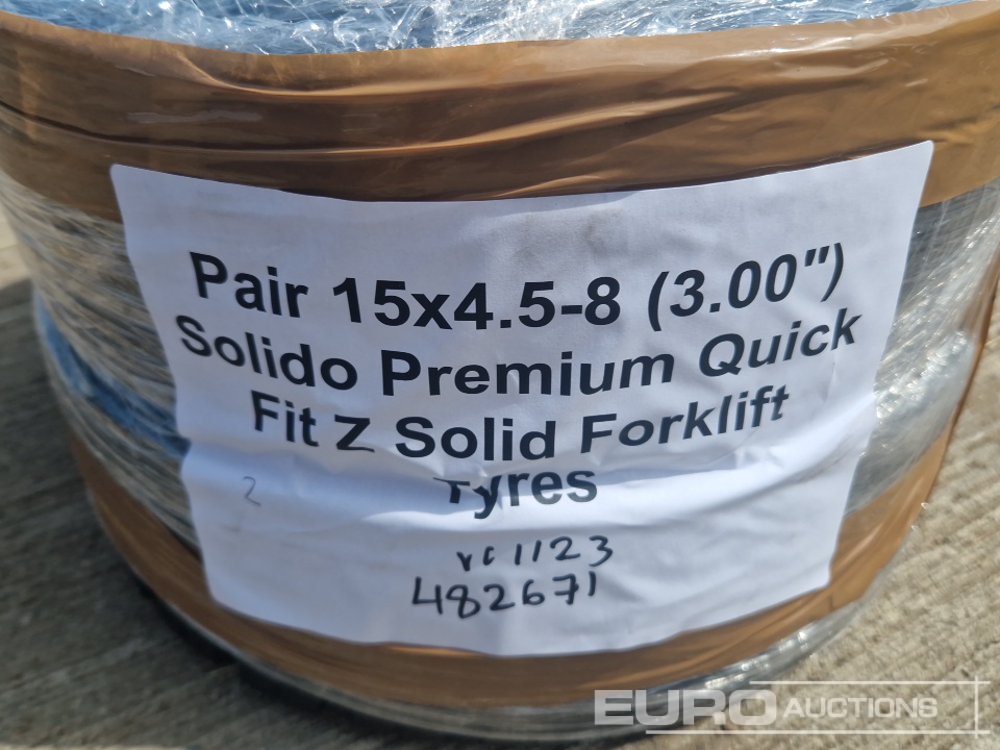 Pair 15x4.5-8 (3.00")
Solido Premium Quick
Fit Z Solid Forklift
Tyres
2
YC1123
482671
EURO AUCTIONS